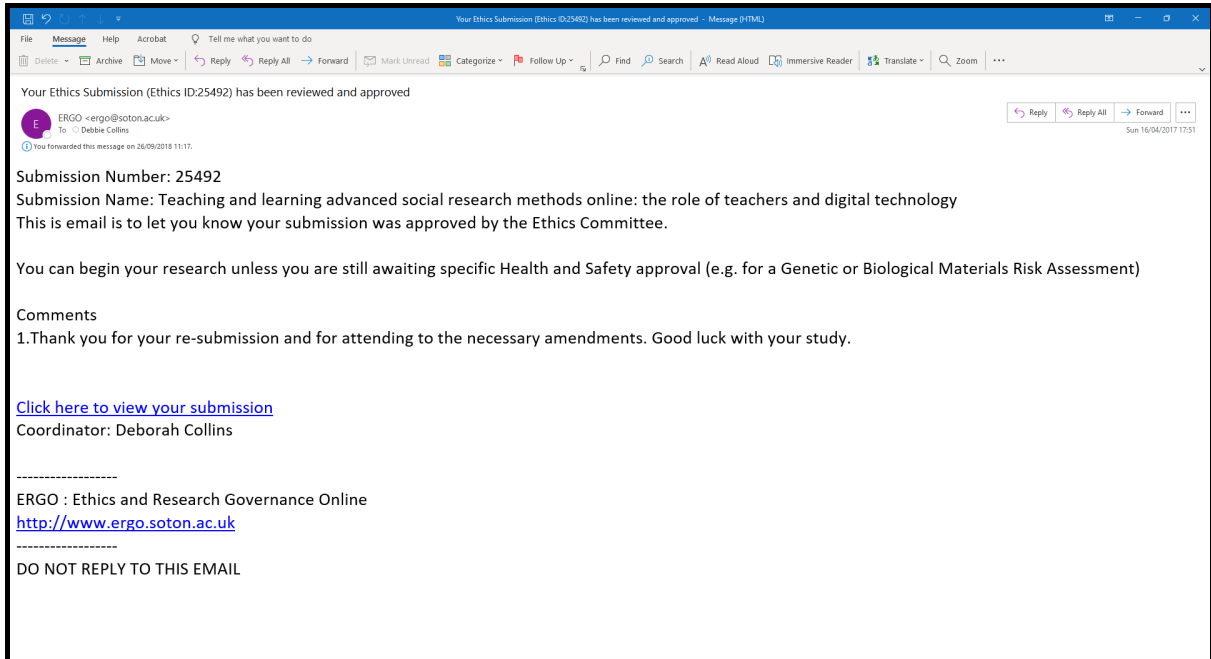 Your Ethics Submission (Ethics ID:25492) has been reviewed and approved - Message (HTML)
File Message Help Acrobat Tell me what you want to do
Delete Archive Move Reply Reply All Forward Mark Unread Categorize Follow Up Find Search Read Aloud Immersive Reader Translate Zoom
Your Ethics Submission (Ethics ID:25492) has been reviewed and approved
E
ERGO <ergo@soton.ac.uk>
To Debbie Collins
Reply Reply All Forward
Sun 16/04/2017 17:51
You forwarded this message on 26/09/2018 11:17.
Submission Number: 25492
Submission Name: Teaching and learning advanced social research methods online: the role of teachers and digital technology
This is email is to let you know your submission was approved by the Ethics Committee.
You can begin your research unless you are still awaiting specific Health and Safety approval (e.g. for a Genetic or Biological Materials Risk Assessment)
Comments
1.Thank you for your re-submission and for attending to the necessary amendments. Good luck with your study.
Click here to view your submission
Coordinator: Deborah Collins
------------------
ERGO : Ethics and Research Governance Online
http://www.ergo.soton.ac.uk
------------------
DO NOT REPLY TO THIS EMAIL